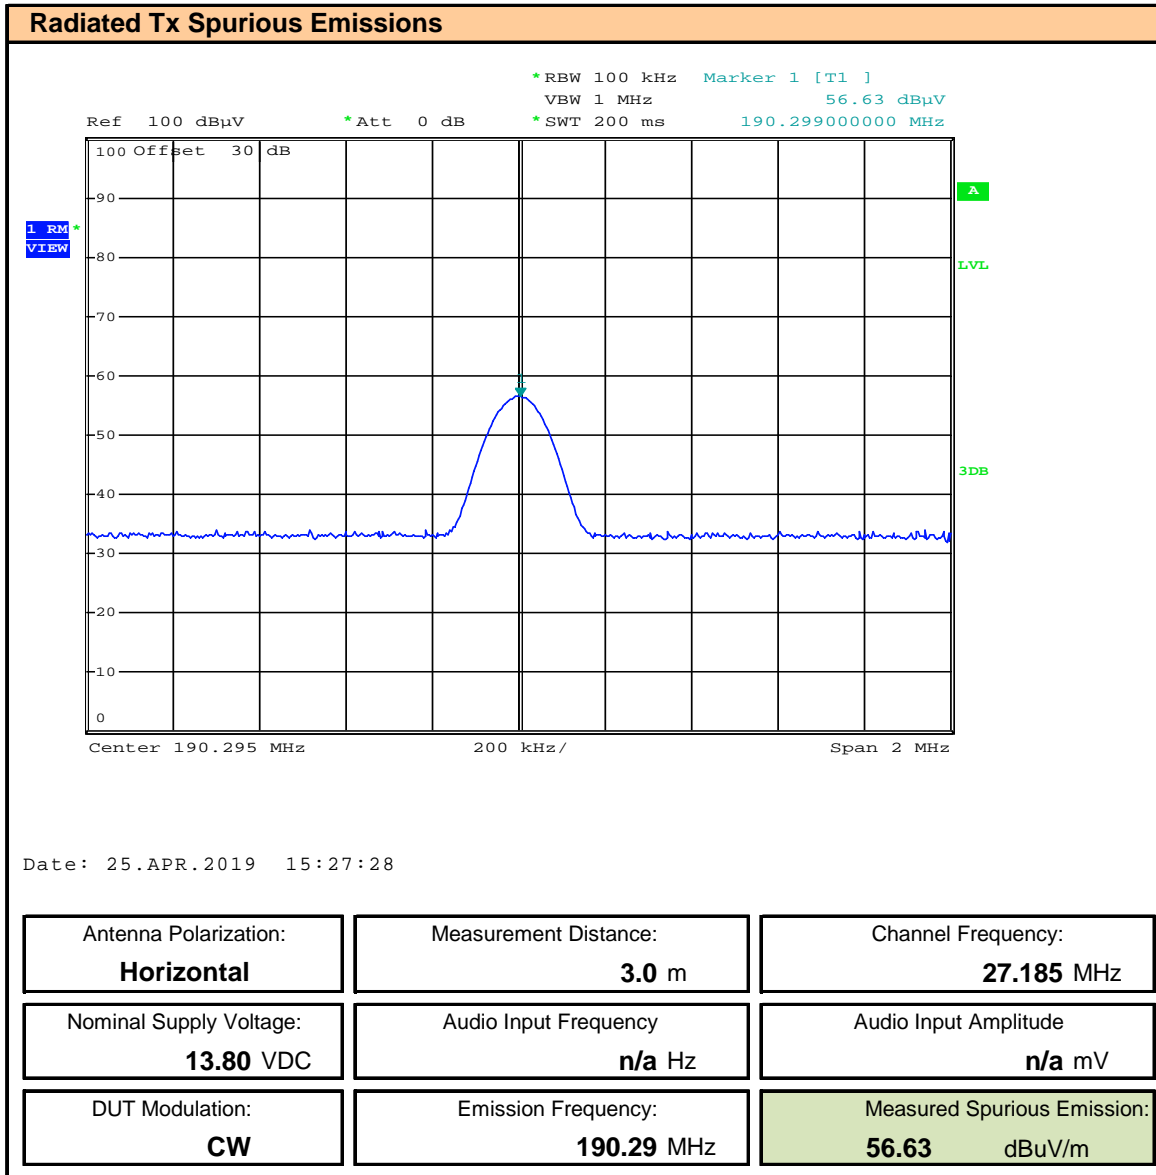 Radiated Tx Spurious Emissions
*RBW 100 kHz Marker 1 [T1 ]
VBW 1 MHz 56.63 dBµV
Ref 100 dBµV *Att 0 dB *SWT 200 ms 190.299000000 MHz
100 Offset 30 dB
90
A
1 RM *
VIEW
80
LVL
70
60
1
50
3DB
40
30
20
10
0
Center 190.295 MHz 200 kHz/ Span 2 MHz
Date: 25.APR.2019 15:27:28
Antenna Polarization: Measurement Distance: Channel Frequency:
Horizontal 3.0 m 27.185 MHz
Nominal Supply Voltage: Audio Input Frequency Audio Input Amplitude
13.80 VDC n/a Hz n/a mV
DUT Modulation: Emission Frequency: Measured Spurious Emission:
CW 190.29 MHz 56.63 dBuV/m